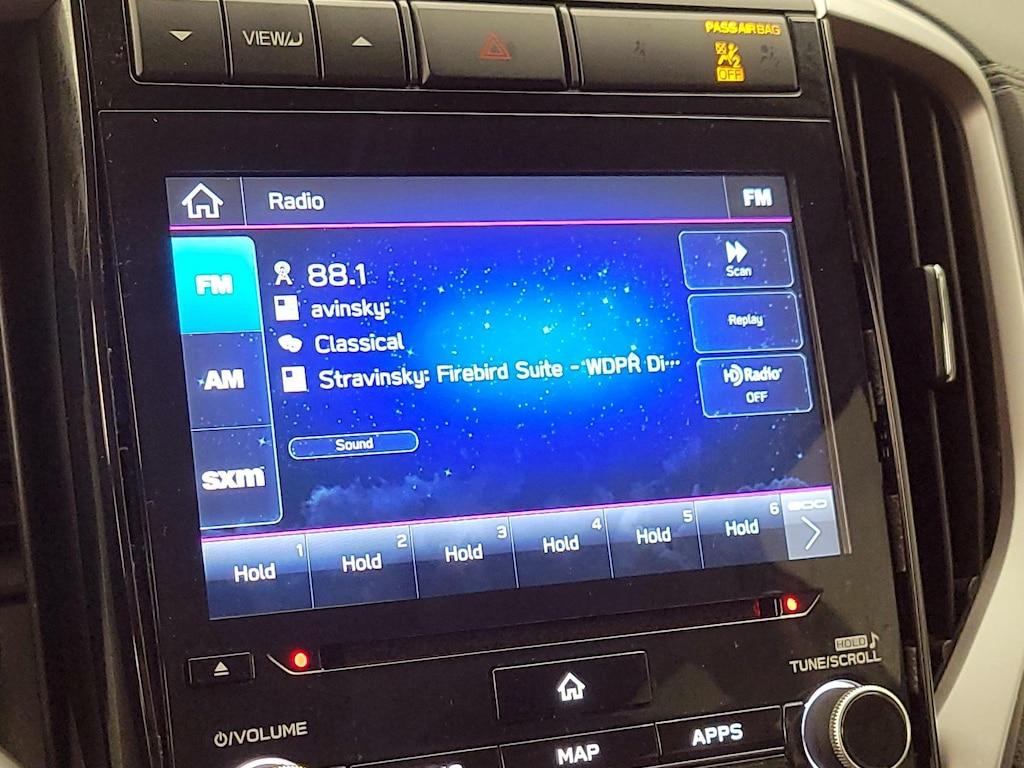 VIEW/
PASS AIR BAG
OFF
Radio
FM
FM
88.1
Scan
avinsky:
Replay
Classical
AM
Stravinsky: Firebird Suite - WDPR Di…
HD Radio
OFF
Sound
sxm
1 2 3 4 5 6
Hold Hold Hold Hold Hold Hold
HOLD
TUNE/SCROLL
/VOLUME
MAP
APPS